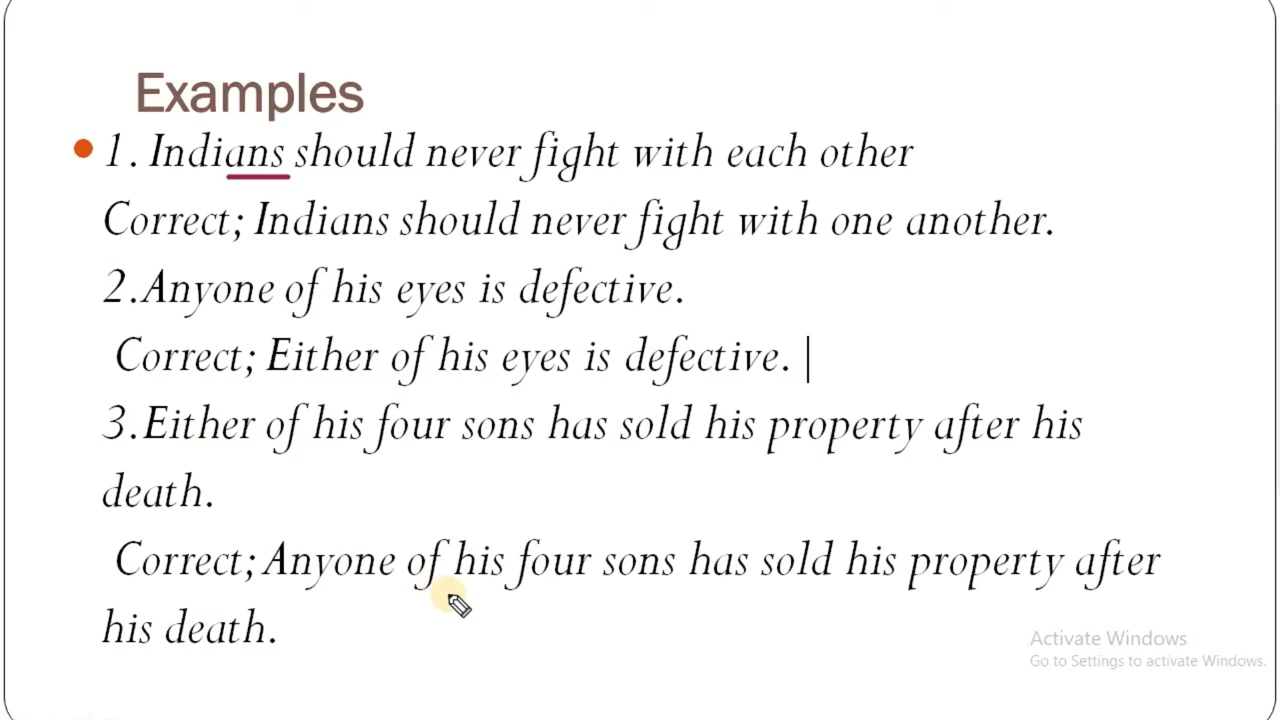 Examples
1. Indians should never fight with each other
Correct; Indians should never fight with one another.
2.Anyone of his eyes is defective.
Correct; Either of his eyes is defective. |
3.Either of his four sons has sold his property after his
death.
Correct; Anyone of his four sons has sold his property after
his death.
Activate Windows
Go to Settings to activate Windows.